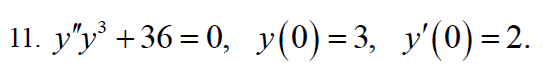 11. y″y³ + 36 = 0, y(0) = 3, y′(0) = 2.